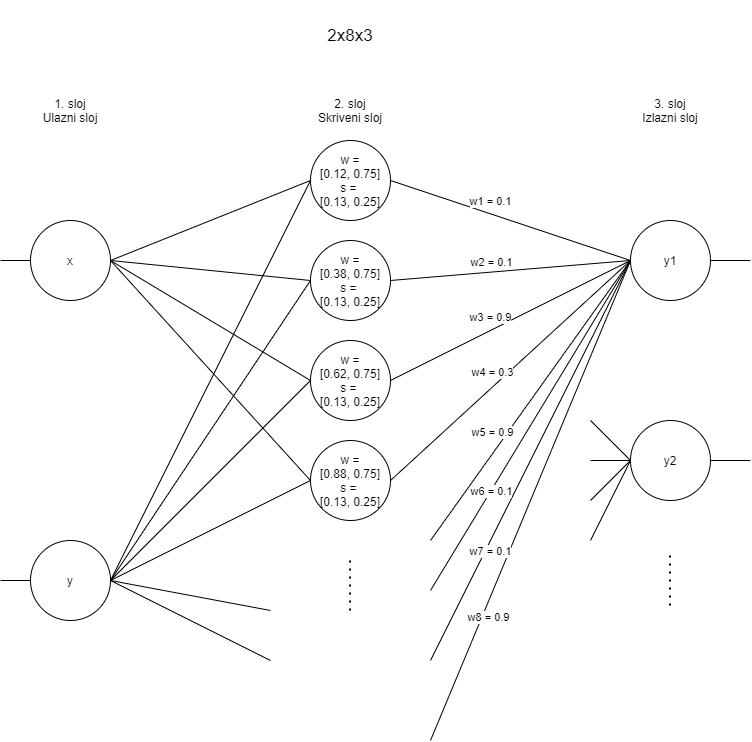 2x8x3
1. sloj
Ulazni sloj
2. sloj
Skriveni sloj
3. sloj
Izlazni sloj
w =
[0.12, 0.75]
s =
[0.13, 0.25]
w1 = 0.1
x
w =
[0.38, 0.75]
s =
[0.13, 0.25]
w2 = 0.1
y1
w3 = 0.9
w =
[0.62, 0.75]
s =
[0.13, 0.25]
w4 = 0.3
w5 = 0.9
w =
[0.88, 0.75]
s =
[0.13, 0.25]
y2
w6 = 0.1
w7 = 0.1
y
w8 = 0.9